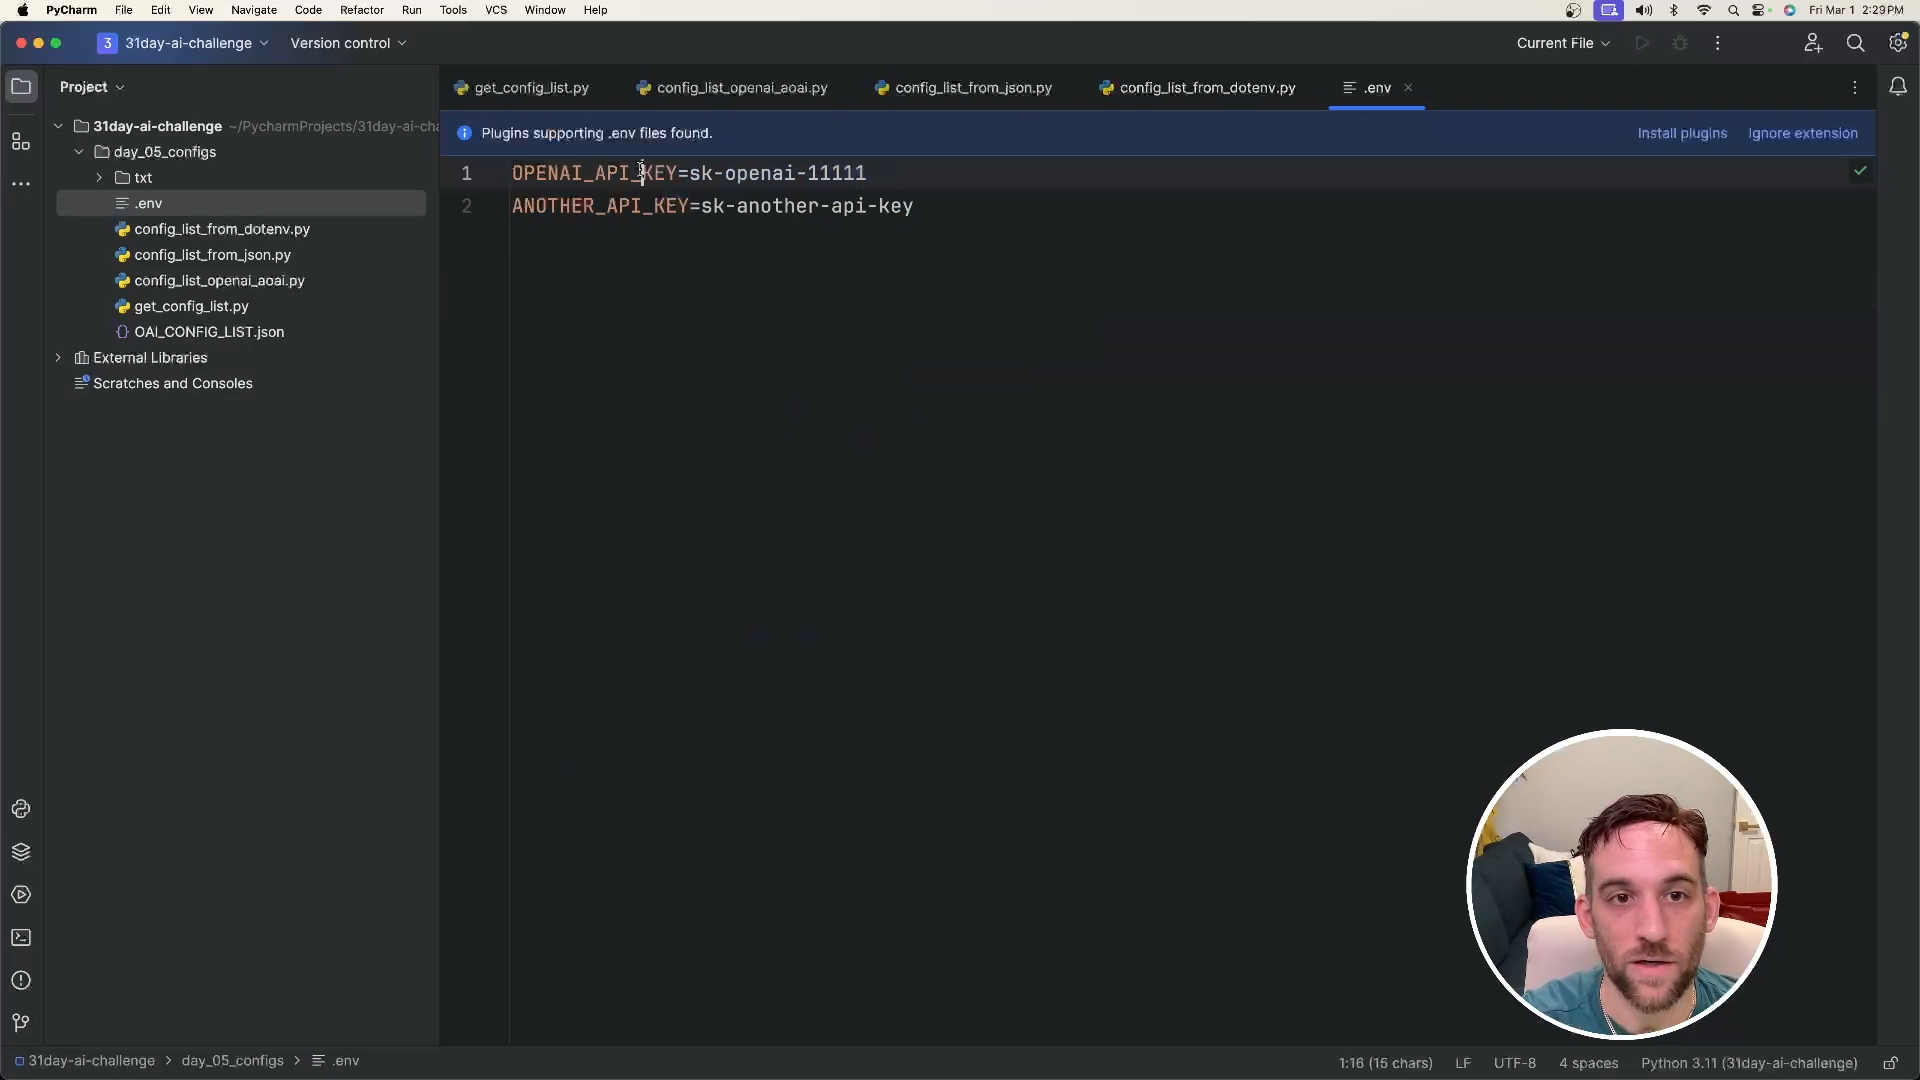 PyCharm File Edit View Navigate Code Refactor Run Tools VCS Window Help Fri Mar 1 2:29 PM
3 31day-ai-challenge Version control Current File
Project get_config_list.py config_list_openai_aoai.py config_list_from_json.py config_list_from_dotenv.py .env
31day-ai-challenge ~/PycharmProjects/31day-ai-cha
Plugins supporting .env files found. Install plugins Ignore extension
day_05_configs
txt
.env
config_list_from_dotenv.py
config_list_from_json.py
config_list_openai_aoai.py
get_config_list.py
OAI_CONFIG_LIST.json
External Libraries
Scratches and Consoles
1 OPENAI_API_KEY=sk-openai-11111
2 ANOTHER_API_KEY=sk-another-api-key
31day-ai-challenge > day_05_configs > .env 1:16 (15 chars) LF UTF-8 4 spaces Python 3.11 (31day-ai-challenge)